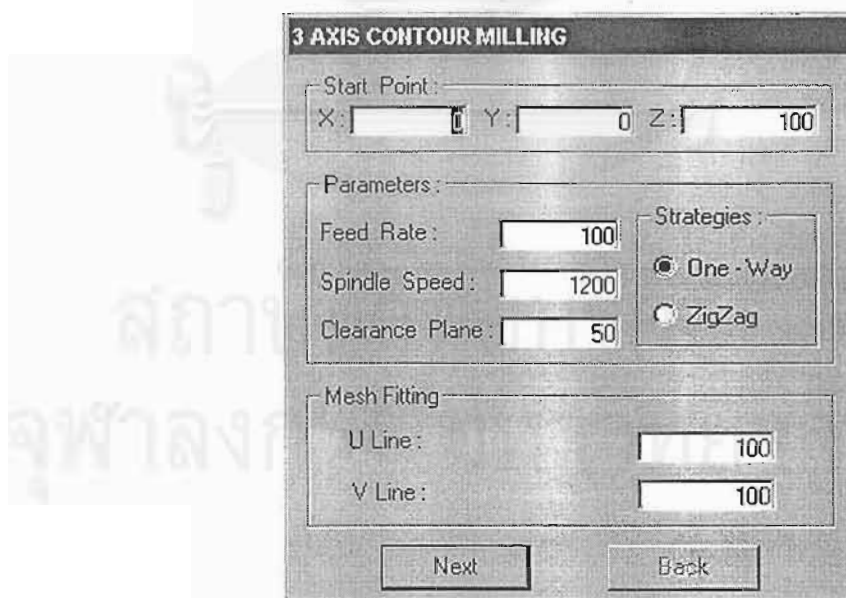 3 AXIS CONTOUR MILLING
Start Point :
X : 0 Y : 0 Z : 100
Parameters :
Feed Rate : 100
Spindle Speed : 1200
Clearance Plane : 50
Strategies :
One - Way
ZigZag
Mesh Fitting
U Line : 100
V Line : 100
Next Back